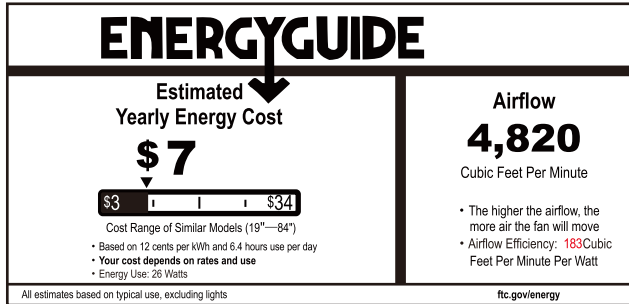 ENERGYGUIDE
Estimated
Yearly Energy Cost
$7
$3
$34
Cost Range of Similar Models (19"—84")
• Based on 12 cents per kWh and 6.4 hours use per day
• Your cost depends on rates and use
• Energy Use: 26 Watts
Airflow
4,820
Cubic Feet Per Minute
• The higher the airflow, the
more air the fan will move
• Airflow Efficiency: 183Cubic
Feet Per Minute Per Watt
All estimates based on typical use, excluding lights
ftc.gov/energy